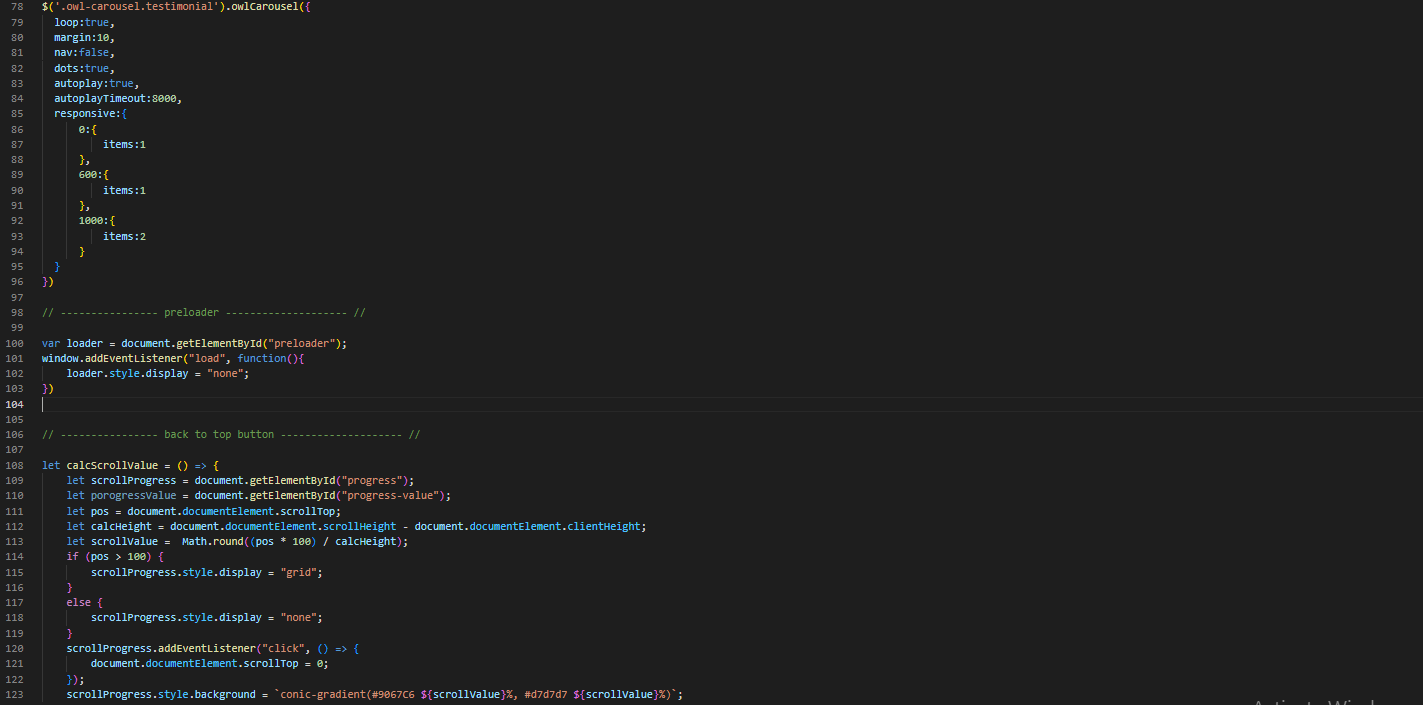 78 $('.owl-carousel.testimonial').owlCarousel({
79 loop:true,
80 margin:10,
81 nav:false,
82 dots:true,
83 autoplay:true,
84 autoplayTimeout:8000,
85 responsive:{
86 0:{
87 items:1
88 },
89 600:{
90 items:1
91 },
92 1000:{
93 items:2
94 }
95 }
96 })
97
98 // ---------------- preloader -------------------- //
99
100 var loader = document.getElementById("preloader");
101 window.addEventListener("load", function(){
102 loader.style.display = "none";
103 })
104
105
106 // ---------------- back to top button -------------------- //
107
108 let calcScrollValue = () => {
109 let scrollProgress = document.getElementById("progress");
110 let porogressValue = document.getElementById("progress-value");
111 let pos = document.documentElement.scrollTop;
112 let calcHeight = document.documentElement.scrollHeight - document.documentElement.clientHeight;
113 let scrollValue =  Math.round((pos * 100) / calcHeight);
114 if (pos > 100) {
115 scrollProgress.style.display = "grid";
116 }
117 else {
118 scrollProgress.style.display = "none";
119 }
120 scrollProgress.addEventListener("click", () => {
121 document.documentElement.scrollTop = 0;
122 });
123 scrollProgress.style.background = `conic-gradient(#9067C6 ${scrollValue}%, #d7d7d7 ${scrollValue}%)`;